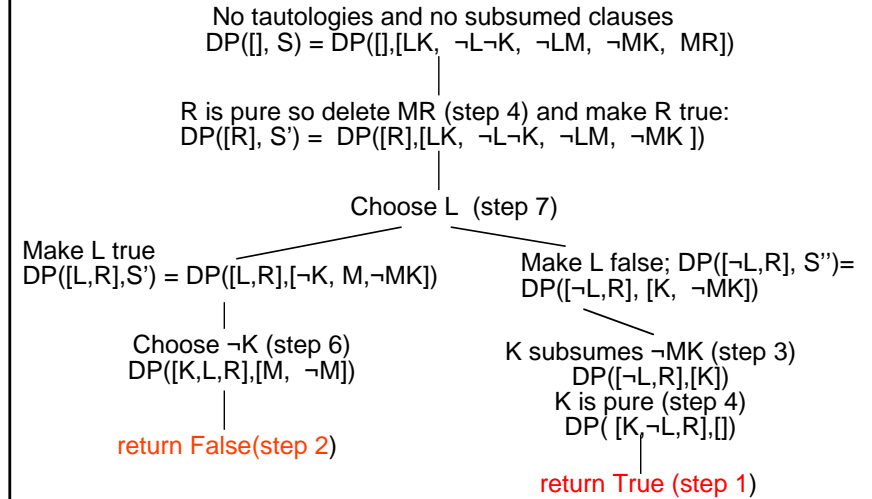 No tautologies and no subsumed clauses
DP([], S) = DP([],[LK, ¬L¬K, ¬LM, ¬MK, MR])
R is pure so delete MR (step 4) and make R true:
DP([R], S') = DP([R],[LK, ¬L¬K, ¬LM, ¬MK ])
Choose L (step 7)
Make L true
DP([L,R],S') = DP([L,R],[¬K, M,¬MK])
Choose ¬K (step 6)
DP([K,L,R],[M, ¬M])
return False(step 2)
Make L false; DP([¬L,R], S'')=
DP([¬L,R], [K, ¬MK])
K subsumes ¬MK (step 3)
DP([¬L,R],[K])
K is pure (step 4)
DP( [K,¬L,R],[])
return True (step 1)